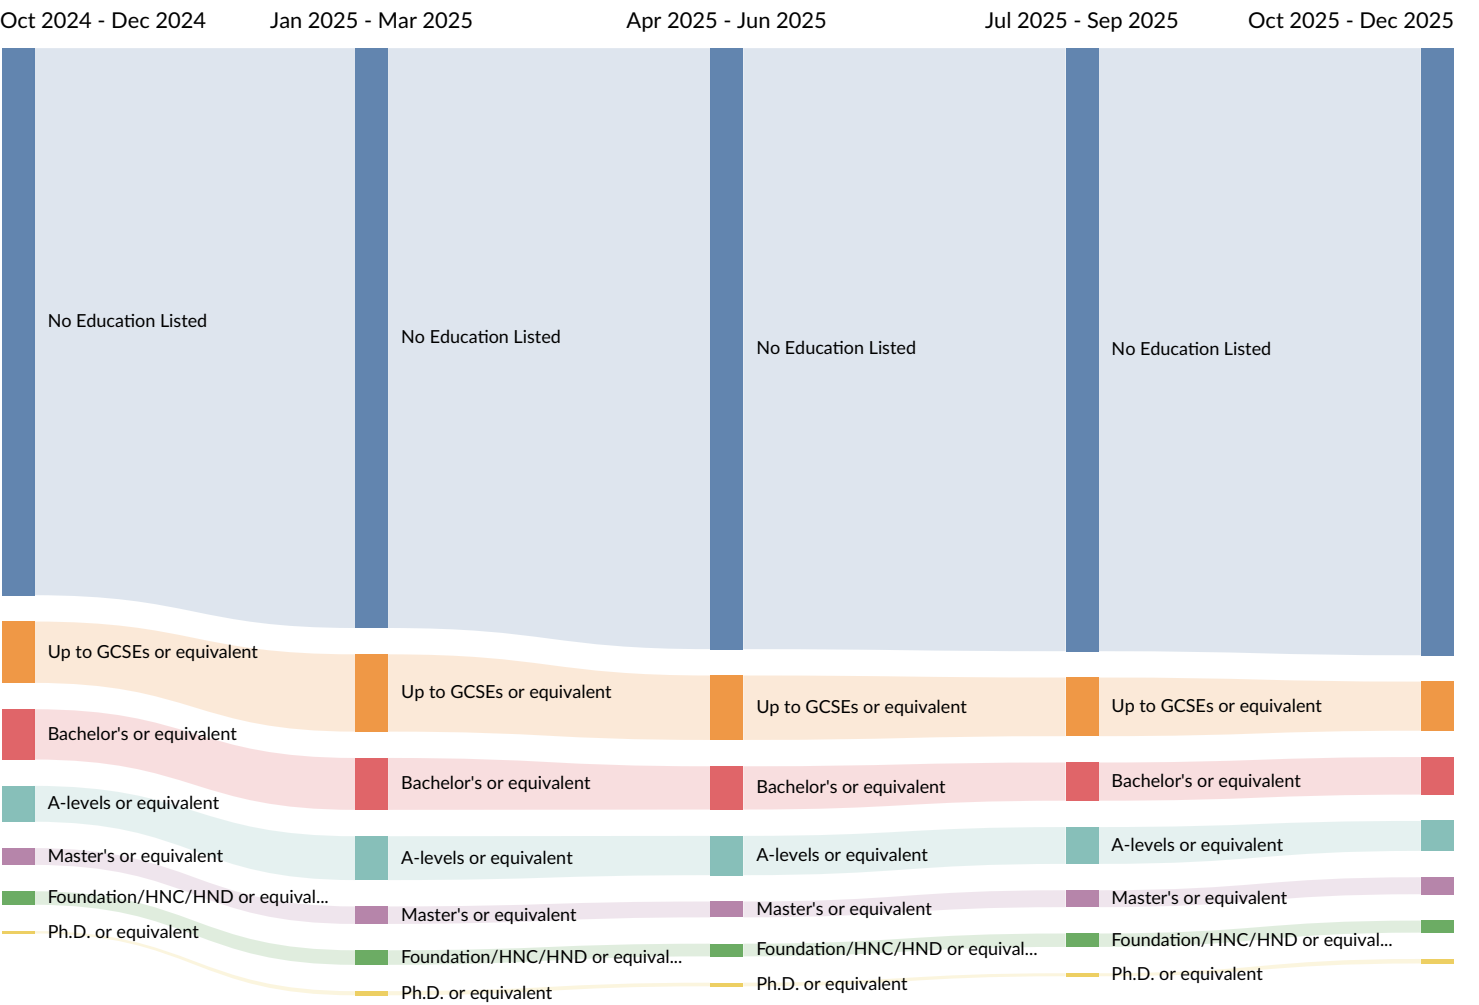 Oct 2024 - Dec 2024
Jan 2025 - Mar 2025
Apr 2025 - Jun 2025
Jul 2025 - Sep 2025
Oct 2025 - Dec 2025
No Education Listed
Up to GCSEs or equivalent
Bachelor's or equivalent
A-levels or equivalent
Master's or equivalent
Foundation/HNC/HND or equival...
Ph.D. or equivalent
No Education Listed
Up to GCSEs or equivalent
Bachelor's or equivalent
A-levels or equivalent
Master's or equivalent
Foundation/HNC/HND or equival...
Ph.D. or equivalent
No Education Listed
Up to GCSEs or equivalent
Bachelor's or equivalent
A-levels or equivalent
Master's or equivalent
Foundation/HNC/HND or equival...
Ph.D. or equivalent
No Education Listed
Up to GCSEs or equivalent
Bachelor's or equivalent
A-levels or equivalent
Master's or equivalent
Foundation/HNC/HND or equival...
Ph.D. or equivalent